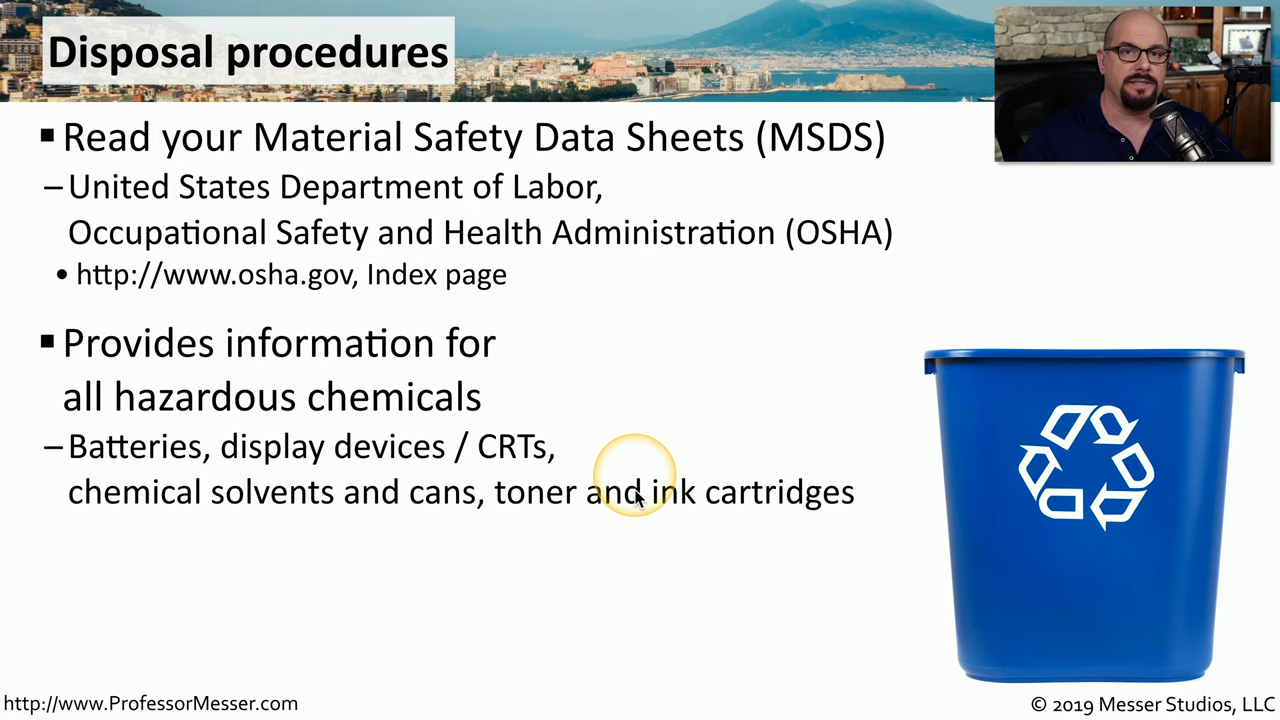 Disposal procedures
▪ Read your Material Safety Data Sheets (MSDS)
– United States Department of Labor,
Occupational Safety and Health Administration (OSHA)
• http://www.osha.gov, Index page
▪ Provides information for
all hazardous chemicals
– Batteries, display devices / CRTs,
chemical solvents and cans, toner and ink cartridges
http://www.ProfessorMesser.com
© 2019 Messer Studios, LLC